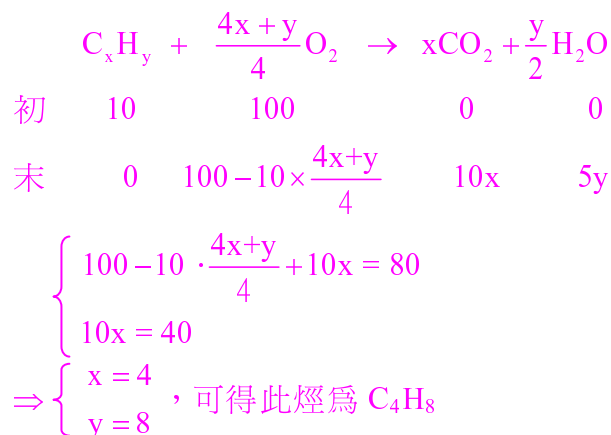 CₓHᵧ + (4x+y)/4 O₂ → xCO₂ + y/2 H₂O
初 10 100 0 0
末 0 100−10×(4x+y)/4 10x 5y
100−10·(4x+y)/4+10x = 80
10x = 40
⇒ x = 4
y = 8 ，可得此烴爲 C₄H₈